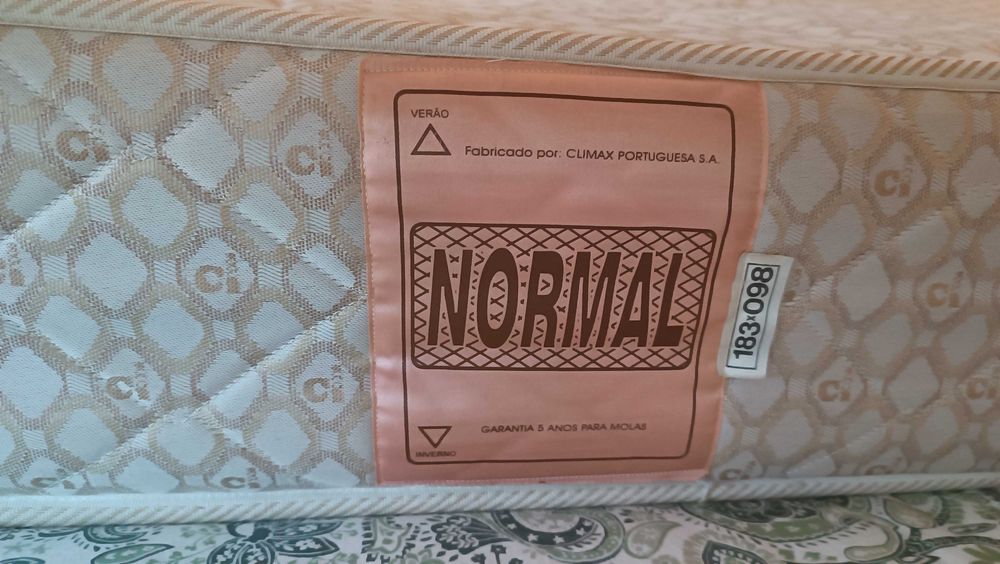 VERÃO
Fabricado por: CLIMAX PORTUGUESA S.A.
NORMAL
183x098
GARANTIA 5 ANOS PARA MOLAS
INVERNO